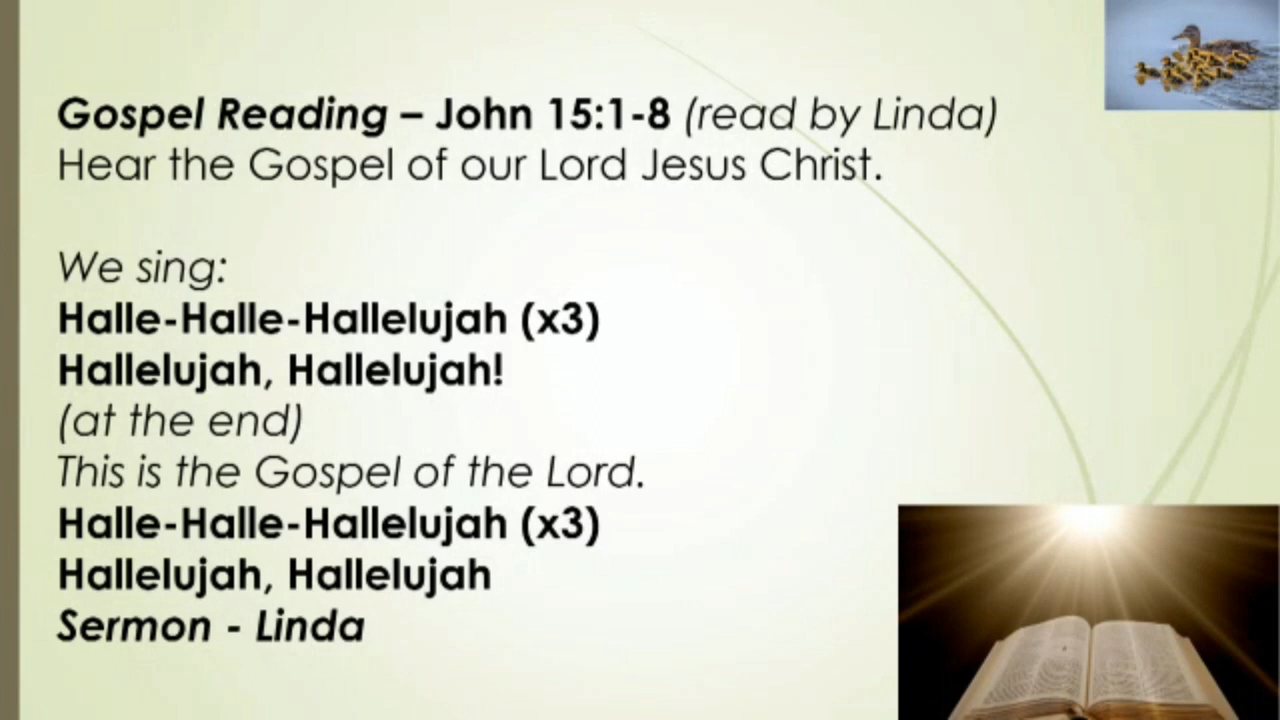 Gospel Reading – John 15:1-8 (read by Linda)
Hear the Gospel of our Lord Jesus Christ.
We sing:
Halle-Halle-Hallelujah (x3)
Hallelujah, Hallelujah!
(at the end)
This is the Gospel of the Lord.
Halle-Halle-Hallelujah (x3)
Hallelujah, Hallelujah
Sermon - Linda